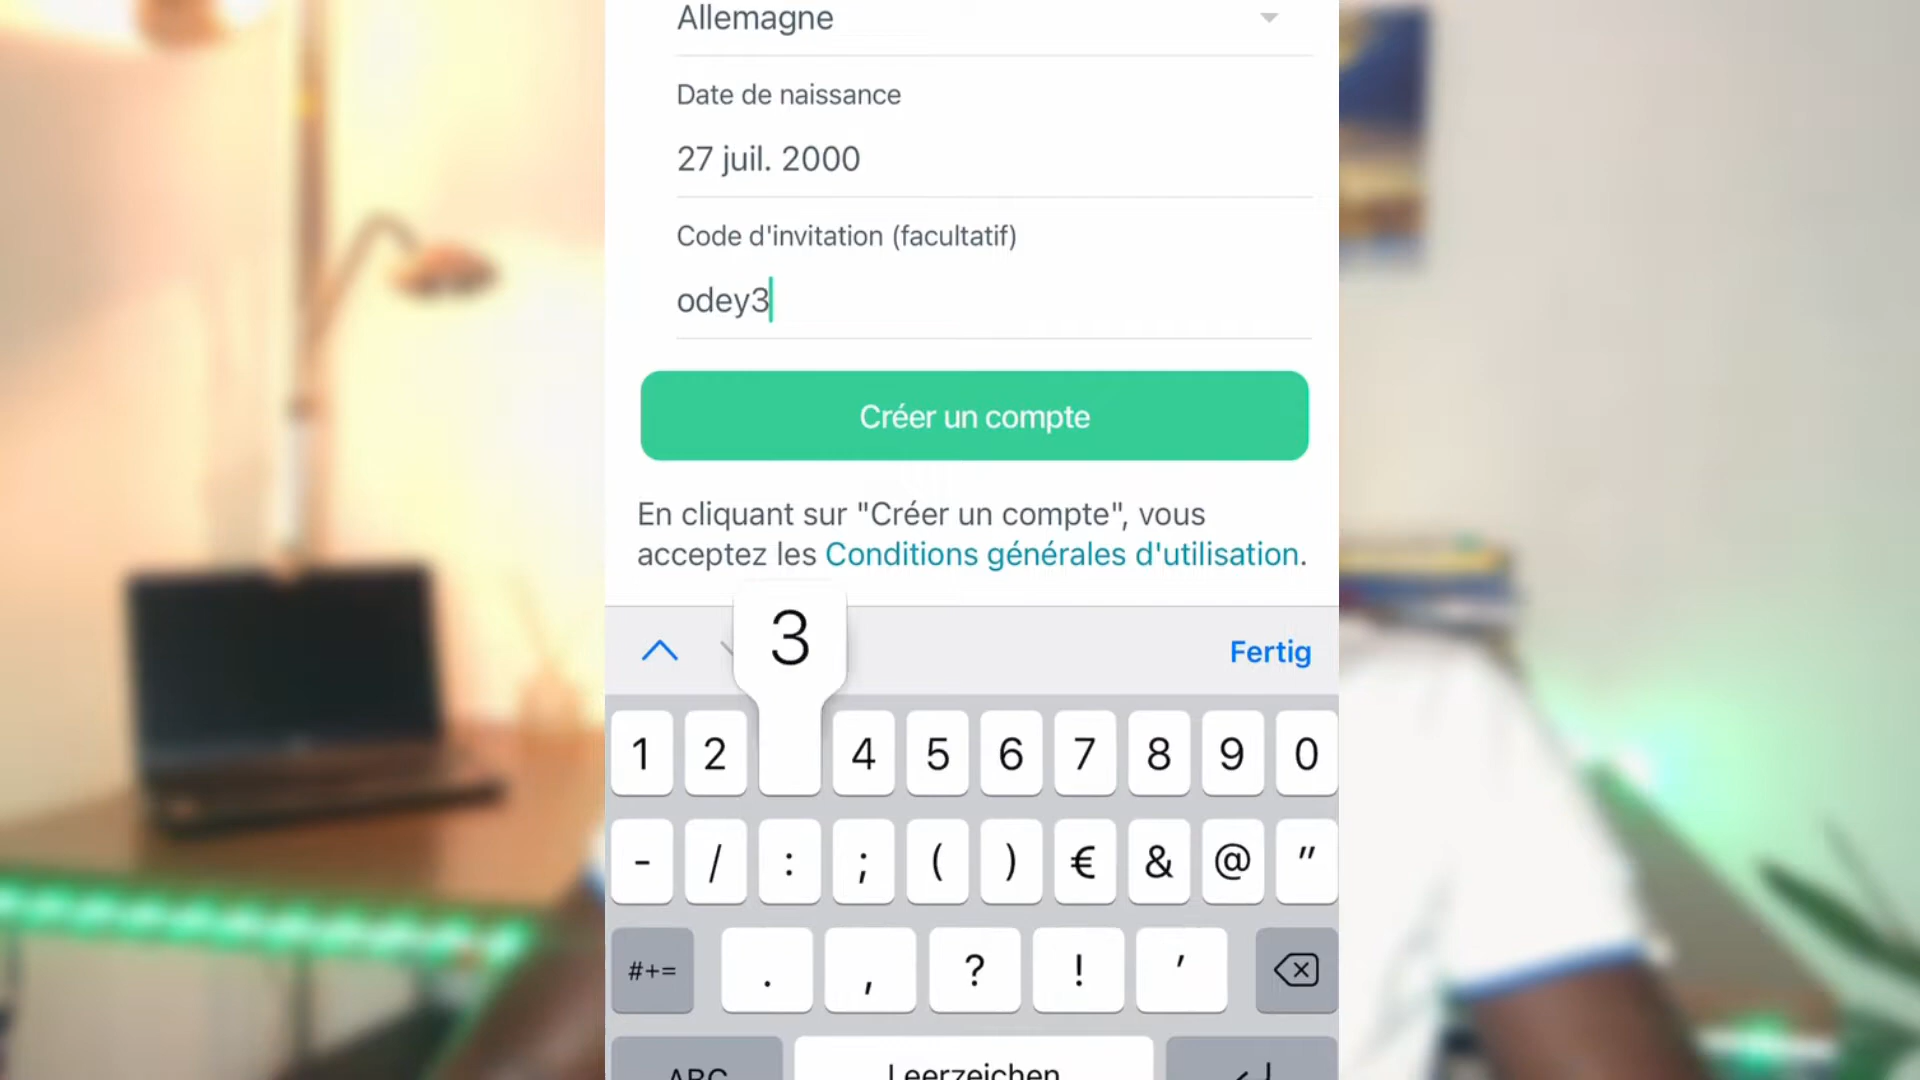 Allemagne
Date de naissance
27 juil. 2000
Code d'invitation (facultatif)
odey3
Créer un compte
En cliquant sur "Créer un compte", vous
acceptez les Conditions générales d'utilisation.
3
Fertig
1 2 4 5 6 7 8 9 0
- / : ; ( ) € & @ "
#+= . , ? ! '
ABC Leerzeichen